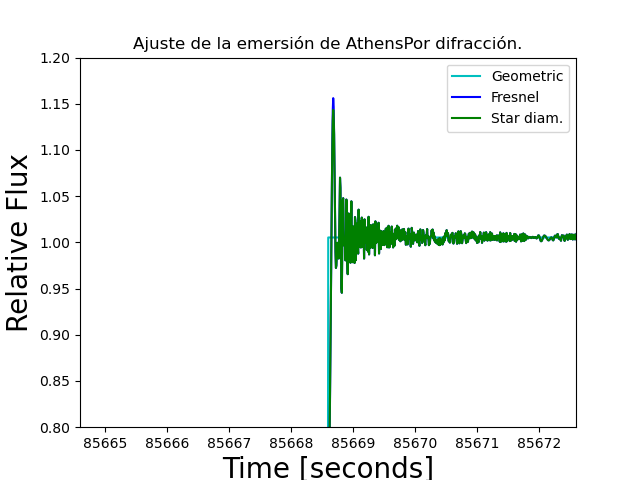 Ajuste de la emersión de AthensPor difracción.
Geometric
Fresnel
Star diam.
Relative Flux
1.20
1.15
1.10
1.05
1.00
0.95
0.90
0.85
0.80
85665 85666 85667 85668 85669 85670 85671 85672
Time [seconds]